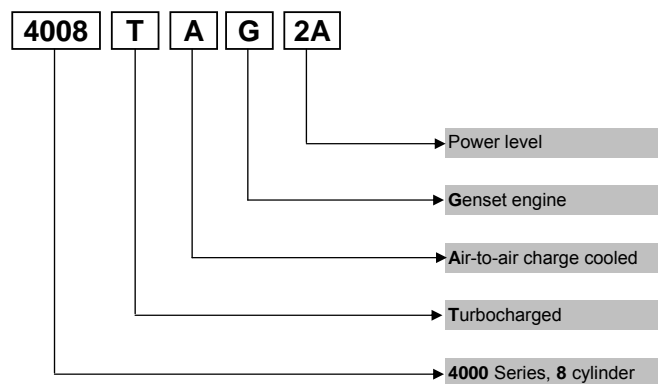 4008 T A G 2A
Power level
Genset engine
Air-to-air charge cooled
Turbocharged
4000 Series, 8 cylinder